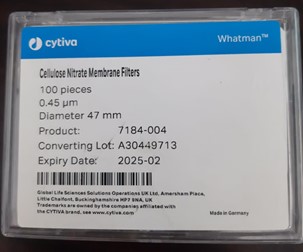 cytiva
Whatman™
Cellulose Nitrate Membrane Filters
100 pieces
0.45 µm
Diameter 47 mm
Product: 7184-004
Converting Lot: A30449713
Expiry Date: 2025-02
Global Life Sciences Solutions Operations UK Ltd, Amersham Place,
Little Chalfont, Buckinghamshire HP7 9NA, UK
Trademarks are owned by the companies affiliated with
the CYTIVA brand, see www.cytiva.com
Made in Germany